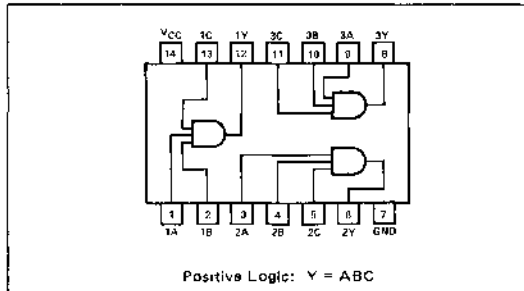 VCC 1C 1Y 3C 3B 3A 3Y
14 13 12 11 10 9 8
1 2 3 4 5 6 7
1A 1B 2A 2B 2C 2Y GND
Positive Logic: Y = ABC